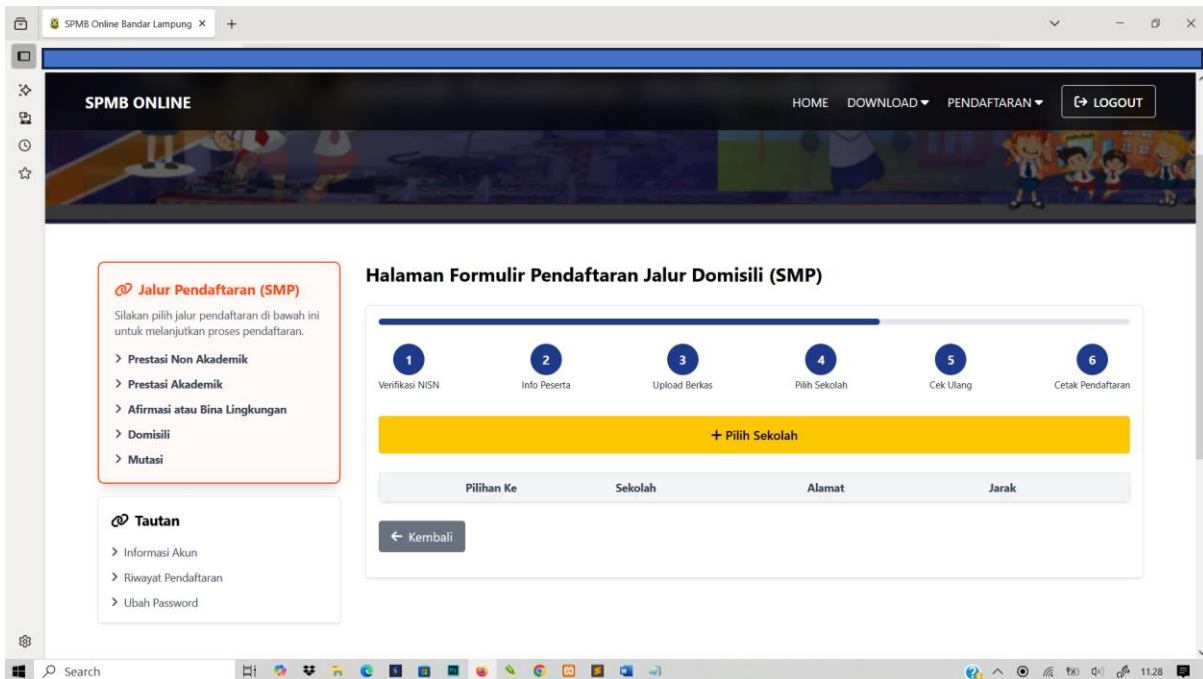 SPMB Online Bandar Lampung
SPMB ONLINE
HOME DOWNLOAD PENDAFTARAN LOGOUT
Jalur Pendaftaran (SMP)
Silakan pilih jalur pendaftaran di bawah ini
untuk melanjutkan proses pendaftaran.
Prestasi Non Akademik
Prestasi Akademik
Afirmasi atau Bina Lingkungan
Domisili
Mutasi
Tautan
Informasi Akun
Riwayat Pendaftaran
Ubah Password
Halaman Formulir Pendaftaran Jalur Domisili (SMP)
1 2 3 4 5 6
Verifikasi NISN Info Peserta Upload Berkas Pilih Sekolah Cek Ulang Cetak Pendaftaran
+ Pilih Sekolah
Pilihan Ke Sekolah Alamat Jarak
← Kembali
Search
11.28